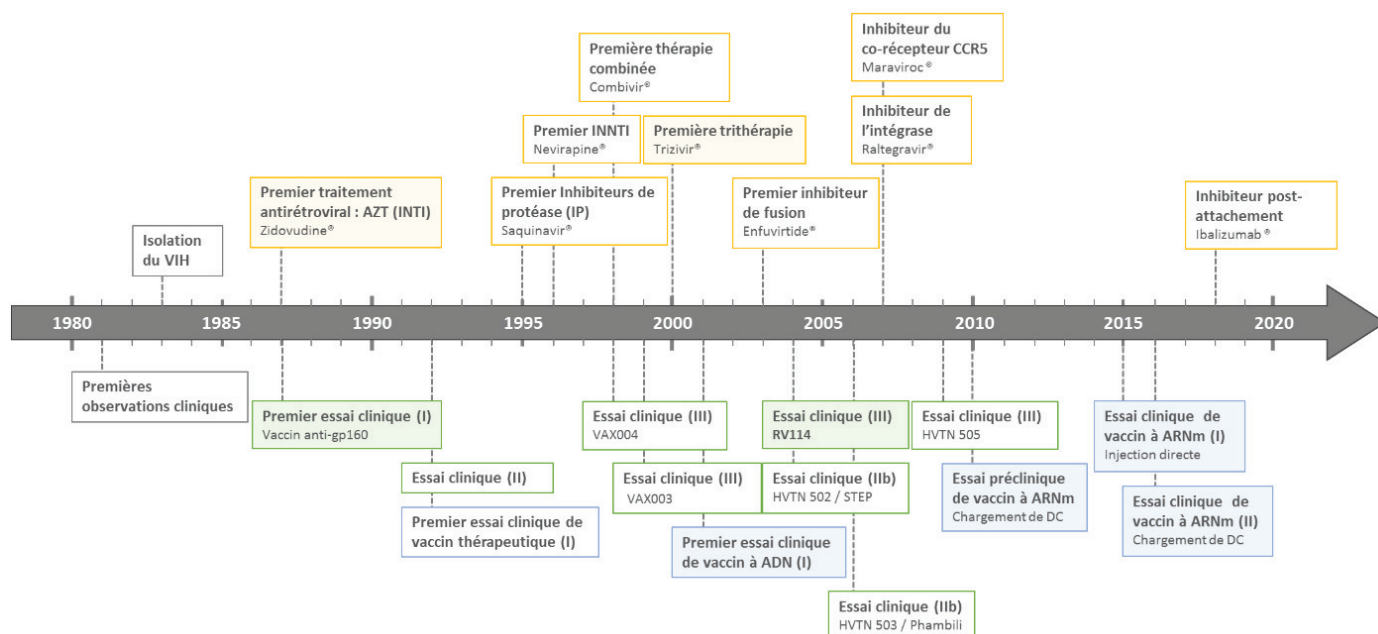 Inhibiteur du
co-récepteur CCR5
Maraviroc®
Première thérapie
combinée
Combivir®
Inhibiteur de
l'intégrase
Raltegravir®
Premier INNTI
Nevirapine®
Première trithérapie
Trizivir®
Premier traitement
antirétroviral : AZT (INTI)
Zidovudine®
Premier Inhibiteurs de
protéase (IP)
Saquinavir®
Premier inhibiteur
de fusion
Enfuvirtide®
Inhibiteur post-
attachement
Ibalizumab ®
Isolation
du VIH
1980 1985 1990 1995 2000 2005 2010 2015 2020
Premières
observations cliniques
Premier essai clinique (I)
Vaccin anti-gp160
Essai clinique (III)
VAX004
Essai clinique (III)
RV114
Essai clinique (III)
HVTN 505
Essai clinique de
vaccin à ARNm (I)
Injection directe
Essai clinique (II)
Essai clinique (III)
VAX003
Essai clinique (IIb)
HVTN 502 / STEP
Essai préclinique
de vaccin à ARNm
Chargement de DC
Essai clinique de
vaccin à ARNm (II)
Chargement de DC
Premier essai clinique de
vaccin thérapeutique (I)
Premier essai clinique
de vaccin à ADN (I)
Essai clinique (IIb)
HVTN 503 / Phambili